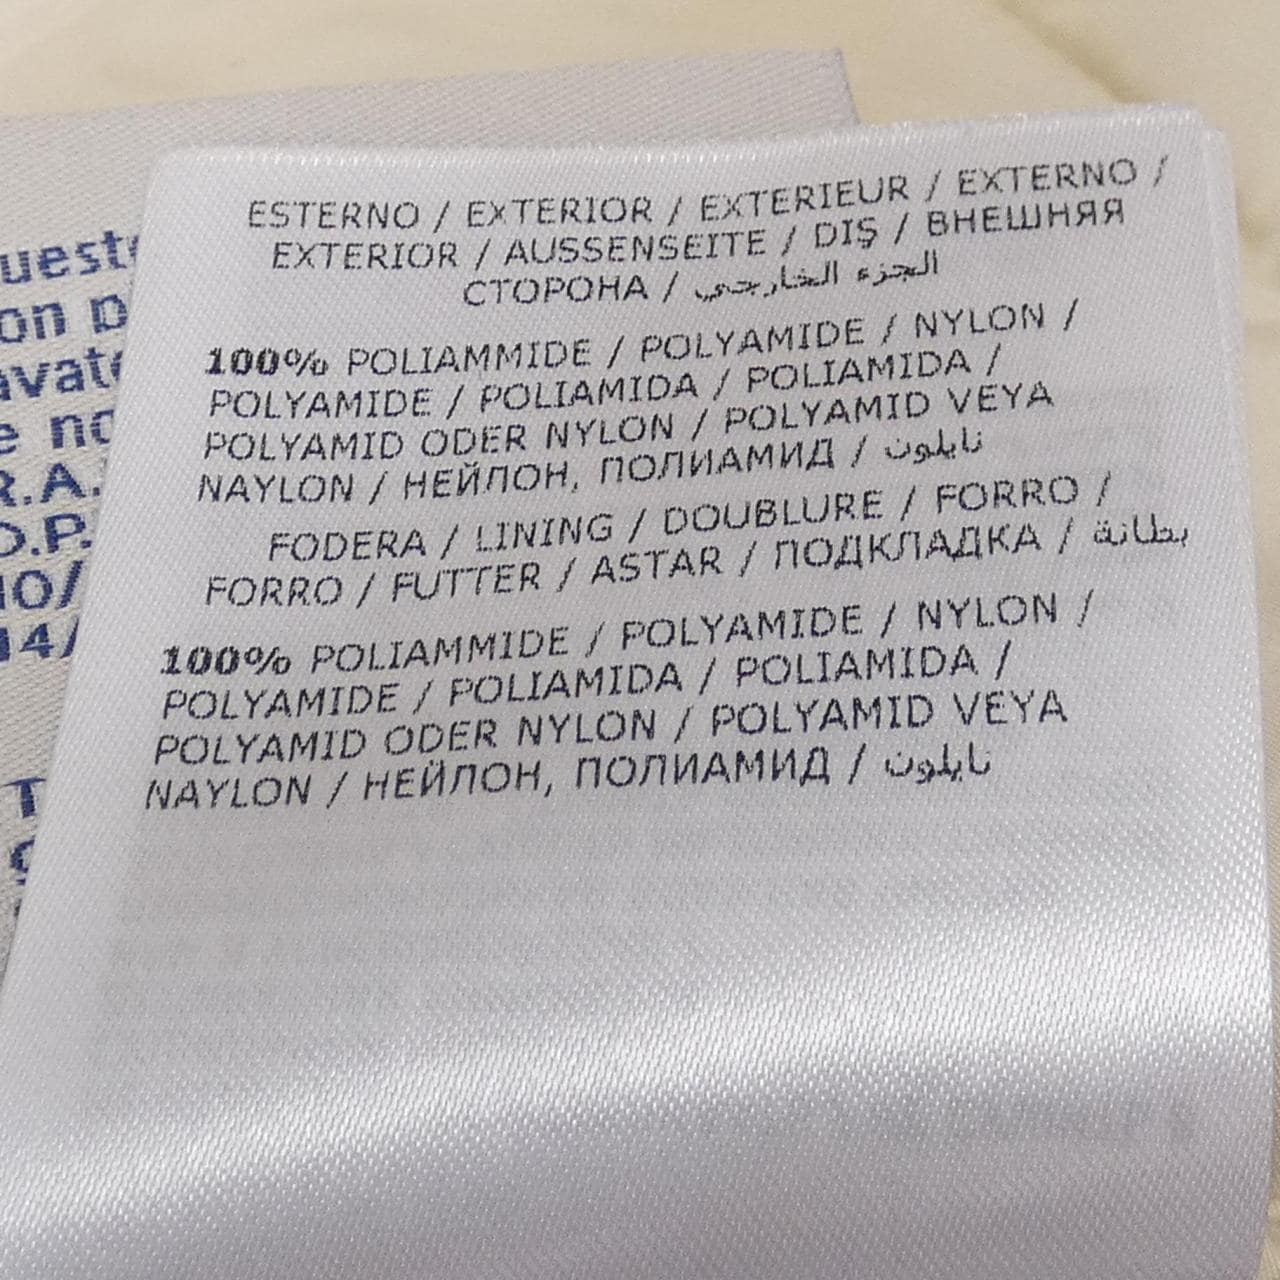 ESTERNO / EXTERIOR / EXTERIEUR / EXTERNO /
EXTERIOR / AUSSENSEITE / DIŞ / ВНЕШНЯЯ
СТОРОНА / الجزء الخارجي
100% POLIAMMIDE / POLYAMIDE / NYLON /
POLYAMIDE / POLIAMIDA / POLIAMIDA /
POLYAMID ODER NYLON / POLYAMID VEYA
NAYLON / НЕЙЛОН, ПОЛИАМИД / نايلون
FODERA / LINING / DOUBLURE / FORRO /
FORRO / FUTTER / ASTAR / ПОДКЛАДКА / بطانة
100% POLIAMMIDE / POLYAMIDE / NYLON /
POLYAMIDE / POLIAMIDA / POLIAMIDA /
POLYAMID ODER NYLON / POLYAMID VEYA
NAYLON / НЕЙЛОН, ПОЛИАМИД / نايلون
on
R.A.